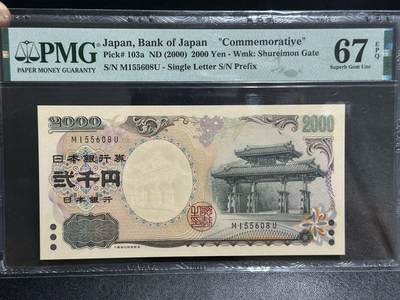 PMG
PAPER MONEY GUARANTY
Japan, Bank of Japan "Commemorative"
Pick# 103a ND (2000) 2000 Yen - Wmk: Shureimon Gate
S/N M155608U - Single Letter S/N Prefix
67 EPQ
Superb Gem Unc
2000
2000
M155608U
日本銀行券
弐千円
日本銀行
M155608U